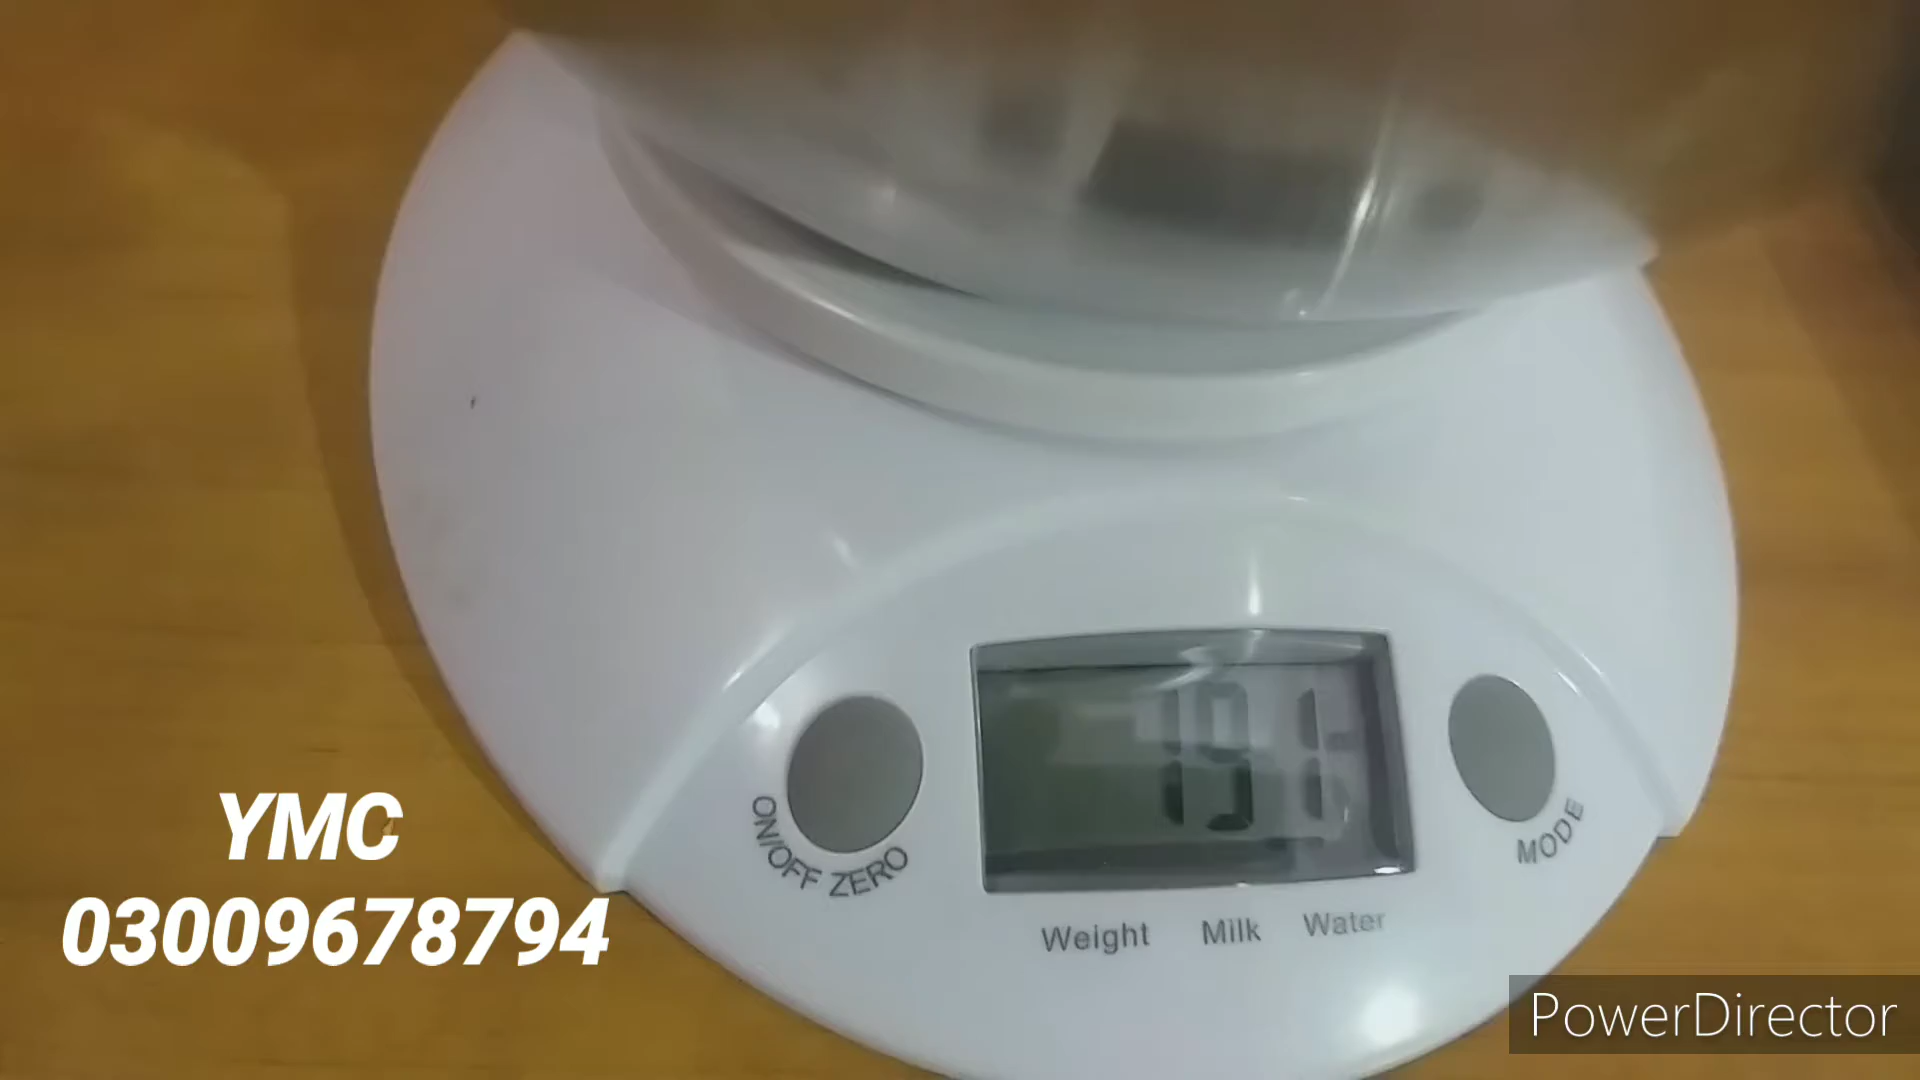 YMC
03009678794
ON/OFF ZERO
MODE
Weight Milk Water
PowerDirector